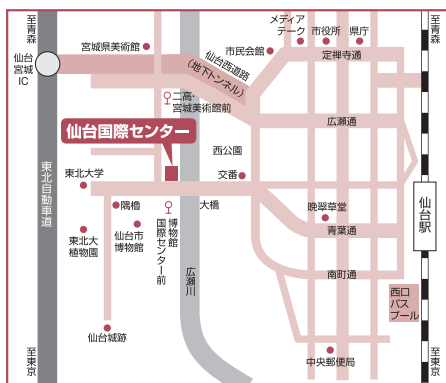 至青森
至青森
メディア
テーク
市役所
県庁
宮城県美術館
仙台西道路
(地下トンネル)
市民会館
定禅寺通
仙台
宮城
IC
二高・
宮城美術館前
広瀬通
仙台国際センター
西公園
東北大学
交番
東北自動車道
隅櫓
大橋
晩翠草堂
仙台駅
東北大
植物園
仙台市
博物館
博物館
国際センター前
青葉通
広瀬川
南町通
西口
バス
プール
仙台城跡
中央郵便局
至東京
至東京